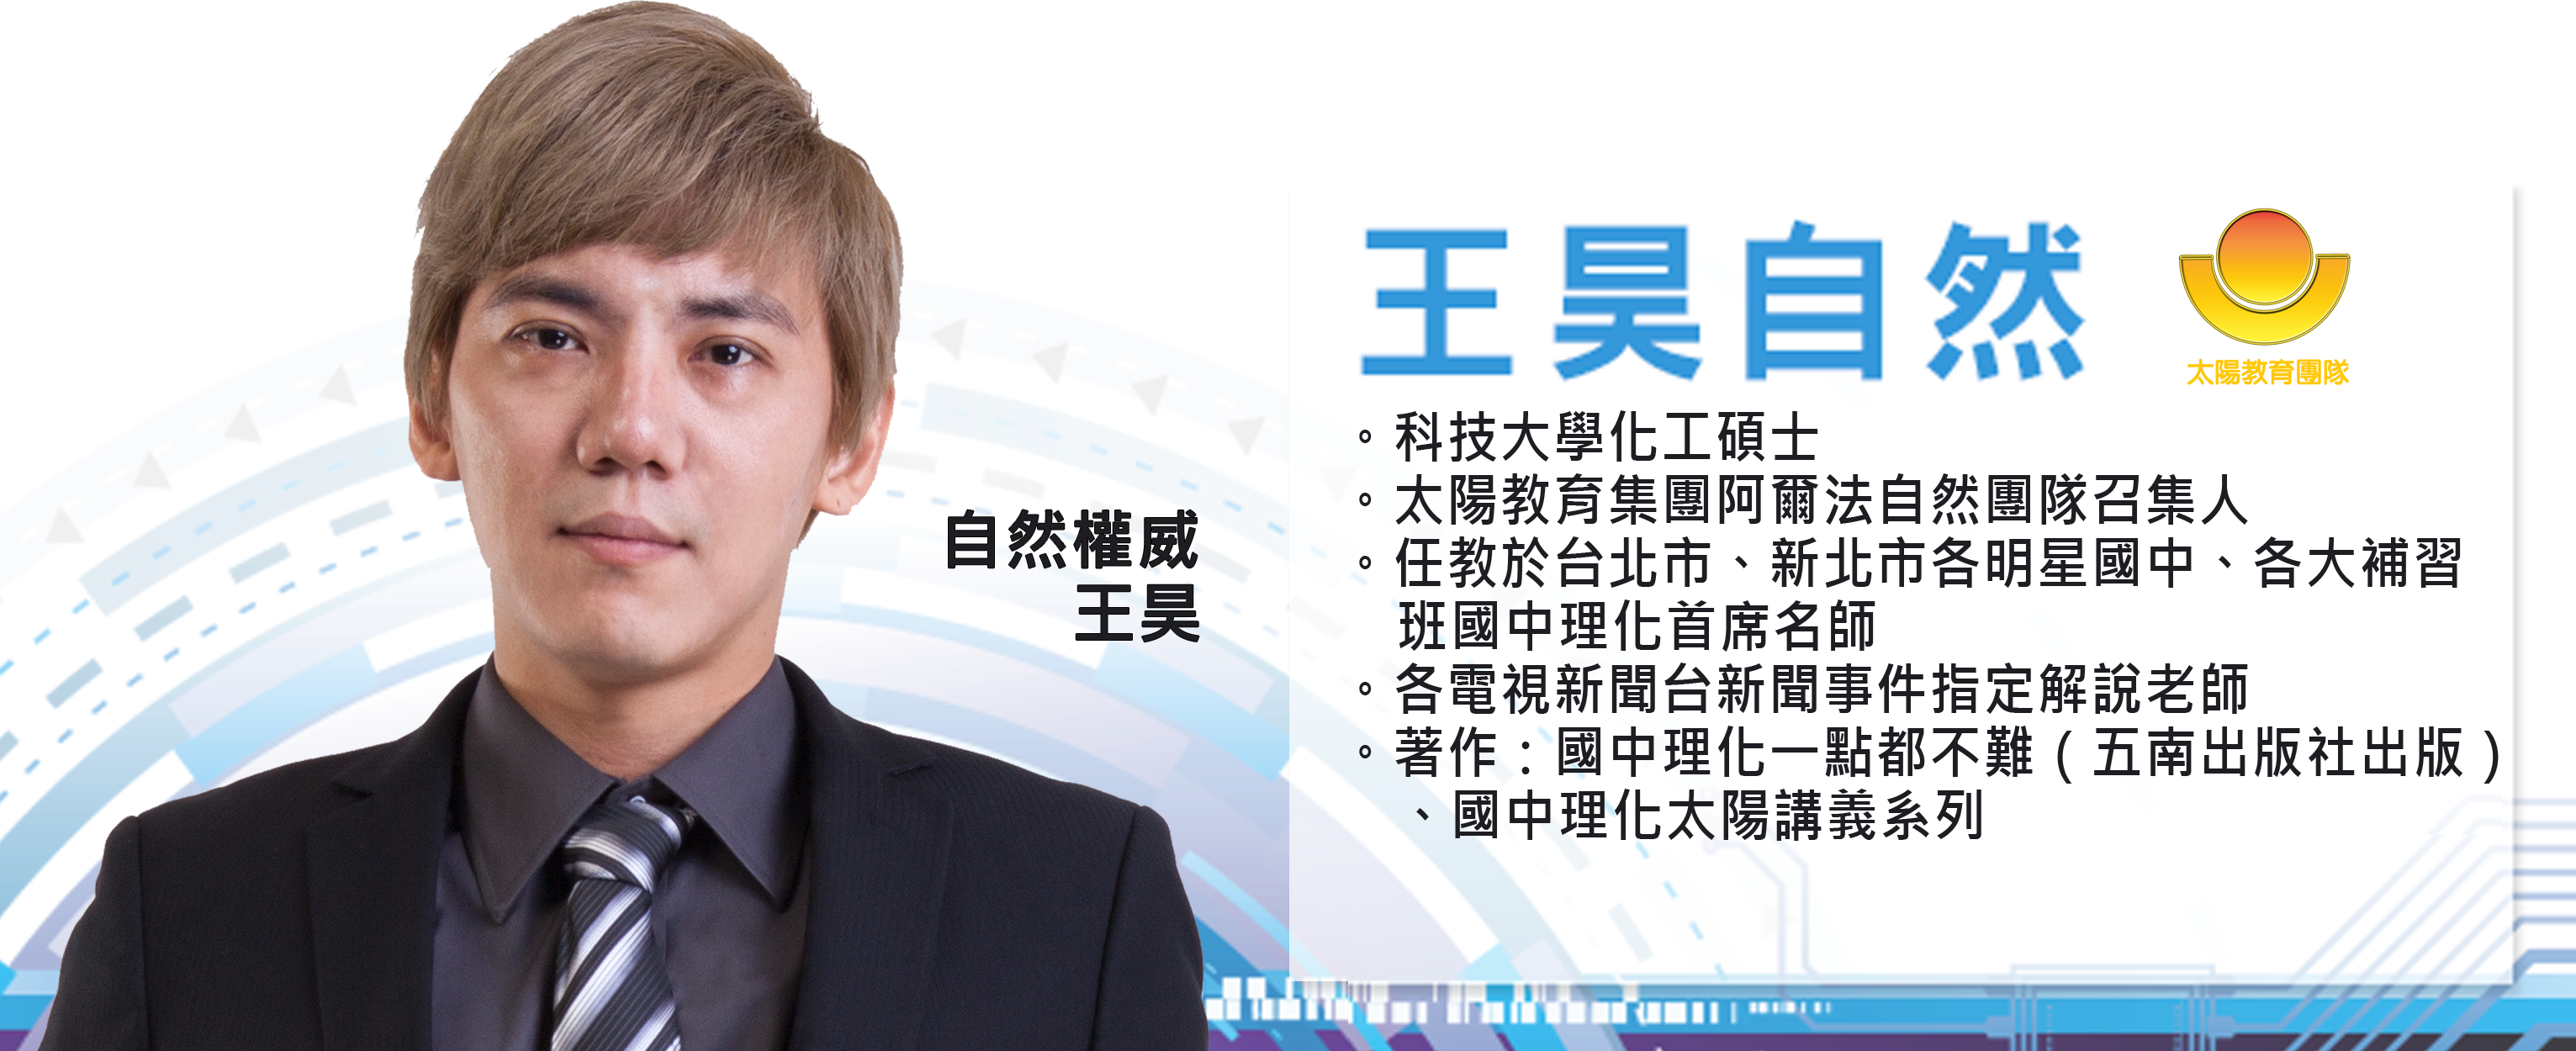 自然權威
王昊
王昊自然
太陽教育團隊
。科技大學化工碩士
。太陽教育集團阿爾法自然團隊召集人
。任教於台北市、新北市各明星國中、各大補習
班國中理化首席名師
。各電視新聞台新聞事件指定解說老師
。著作：國中理化一點都不難（五南出版社出版）
、國中理化太陽講義系列